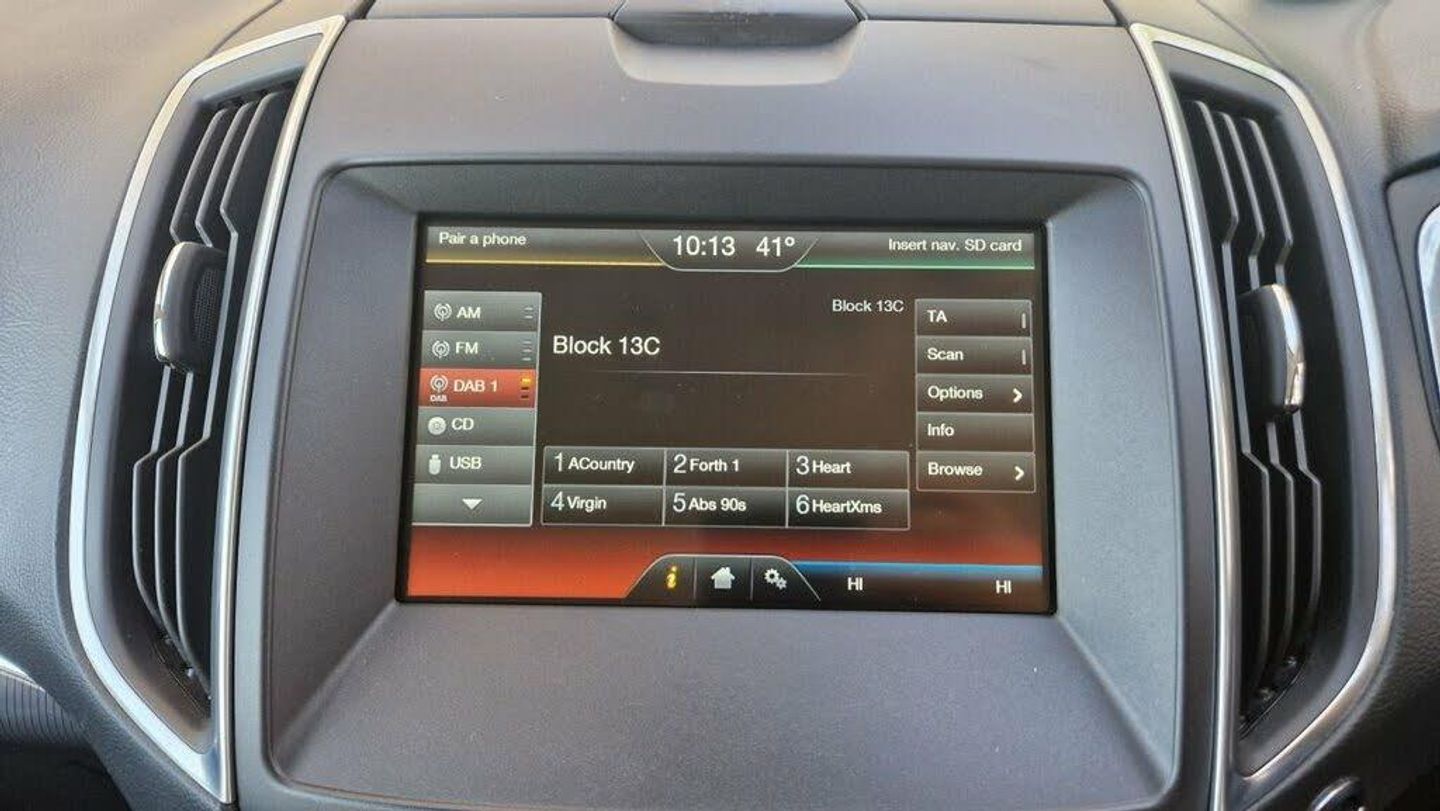 Pair a phone
10:13 41°
Insert nav. SD card
AM
FM
DAB 1
DAB
CD
USB
Block 13C
Block 13C
TA
Scan
Options
Info
Browse
1 ACountry
2 Forth 1
3 Heart
4 Virgin
5 Abs 90s
6 HeartXms
i
HI
HI